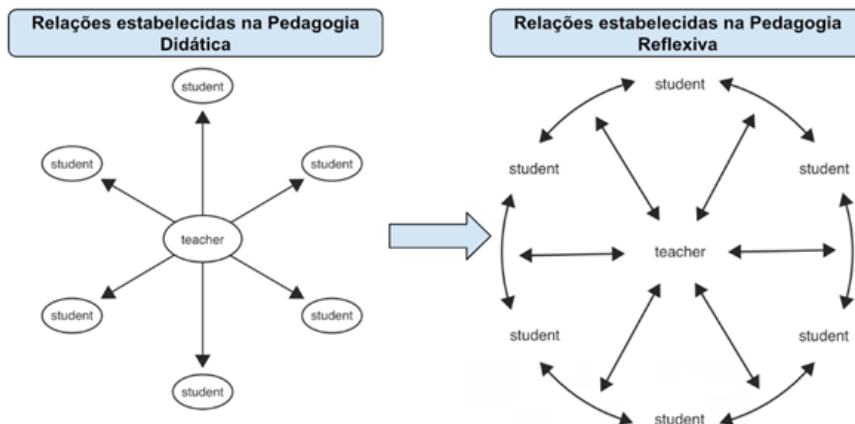 Relações estabelecidas na Pedagogia
Didática
student
student
student
teacher
student
student
student
Relações estabelecidas na Pedagogia
Reflexiva
student
student
student
teacher
student
student
student